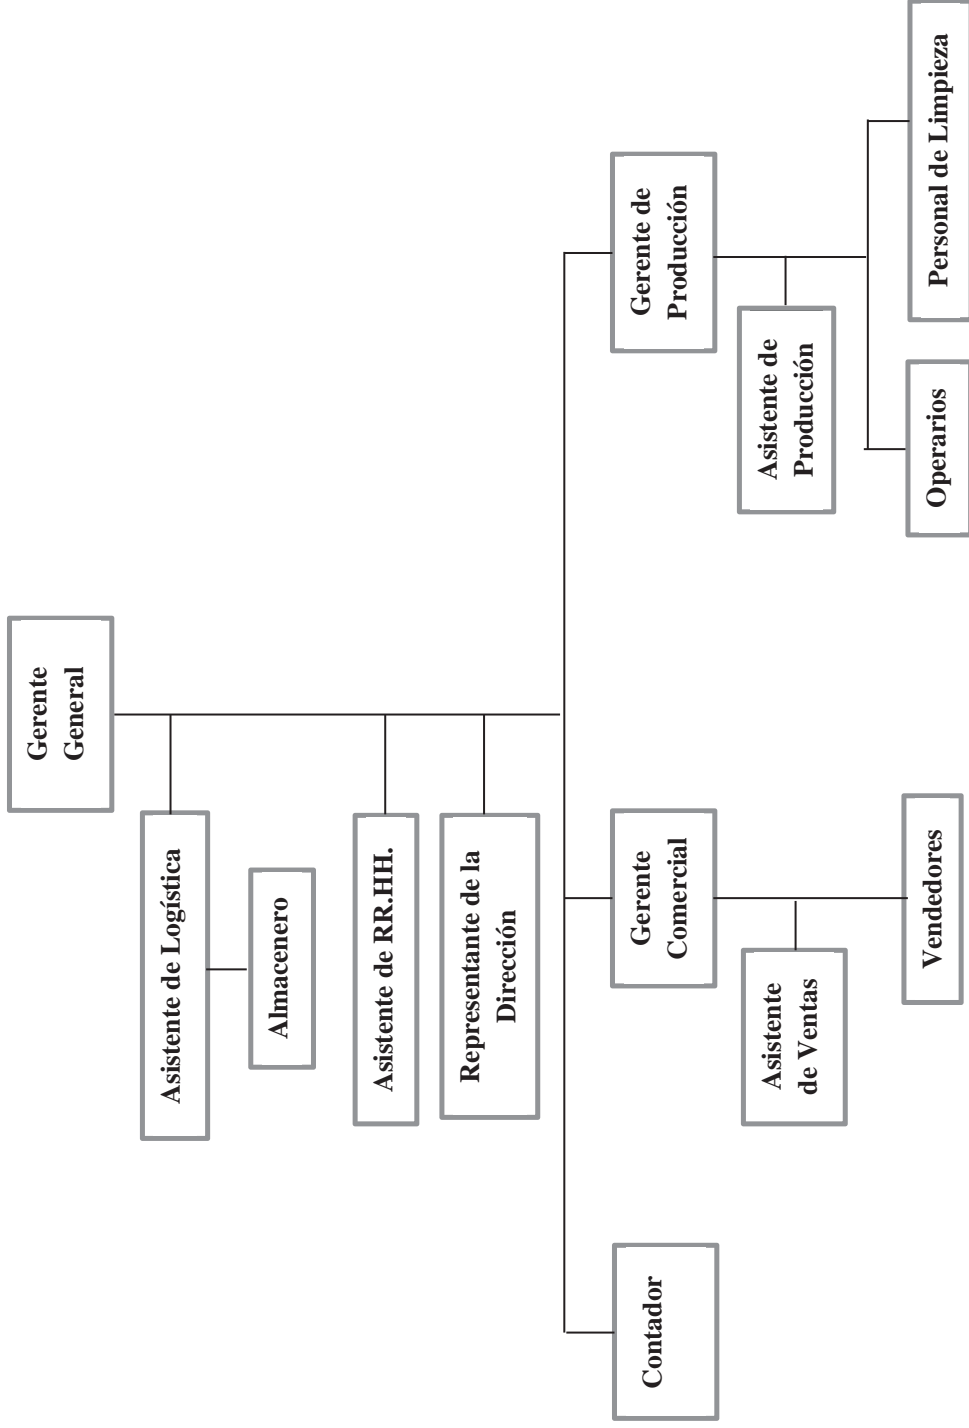 Gerente
General
Asistente de Logística
Almacenero
Asistente de RR.HH.
Representante de la
Dirección
Contador
Gerente
Comercial
Gerente de
Producción
Asistente
de Ventas
Asistente de
Producción
Vendedores
Operarios
Personal de Limpieza